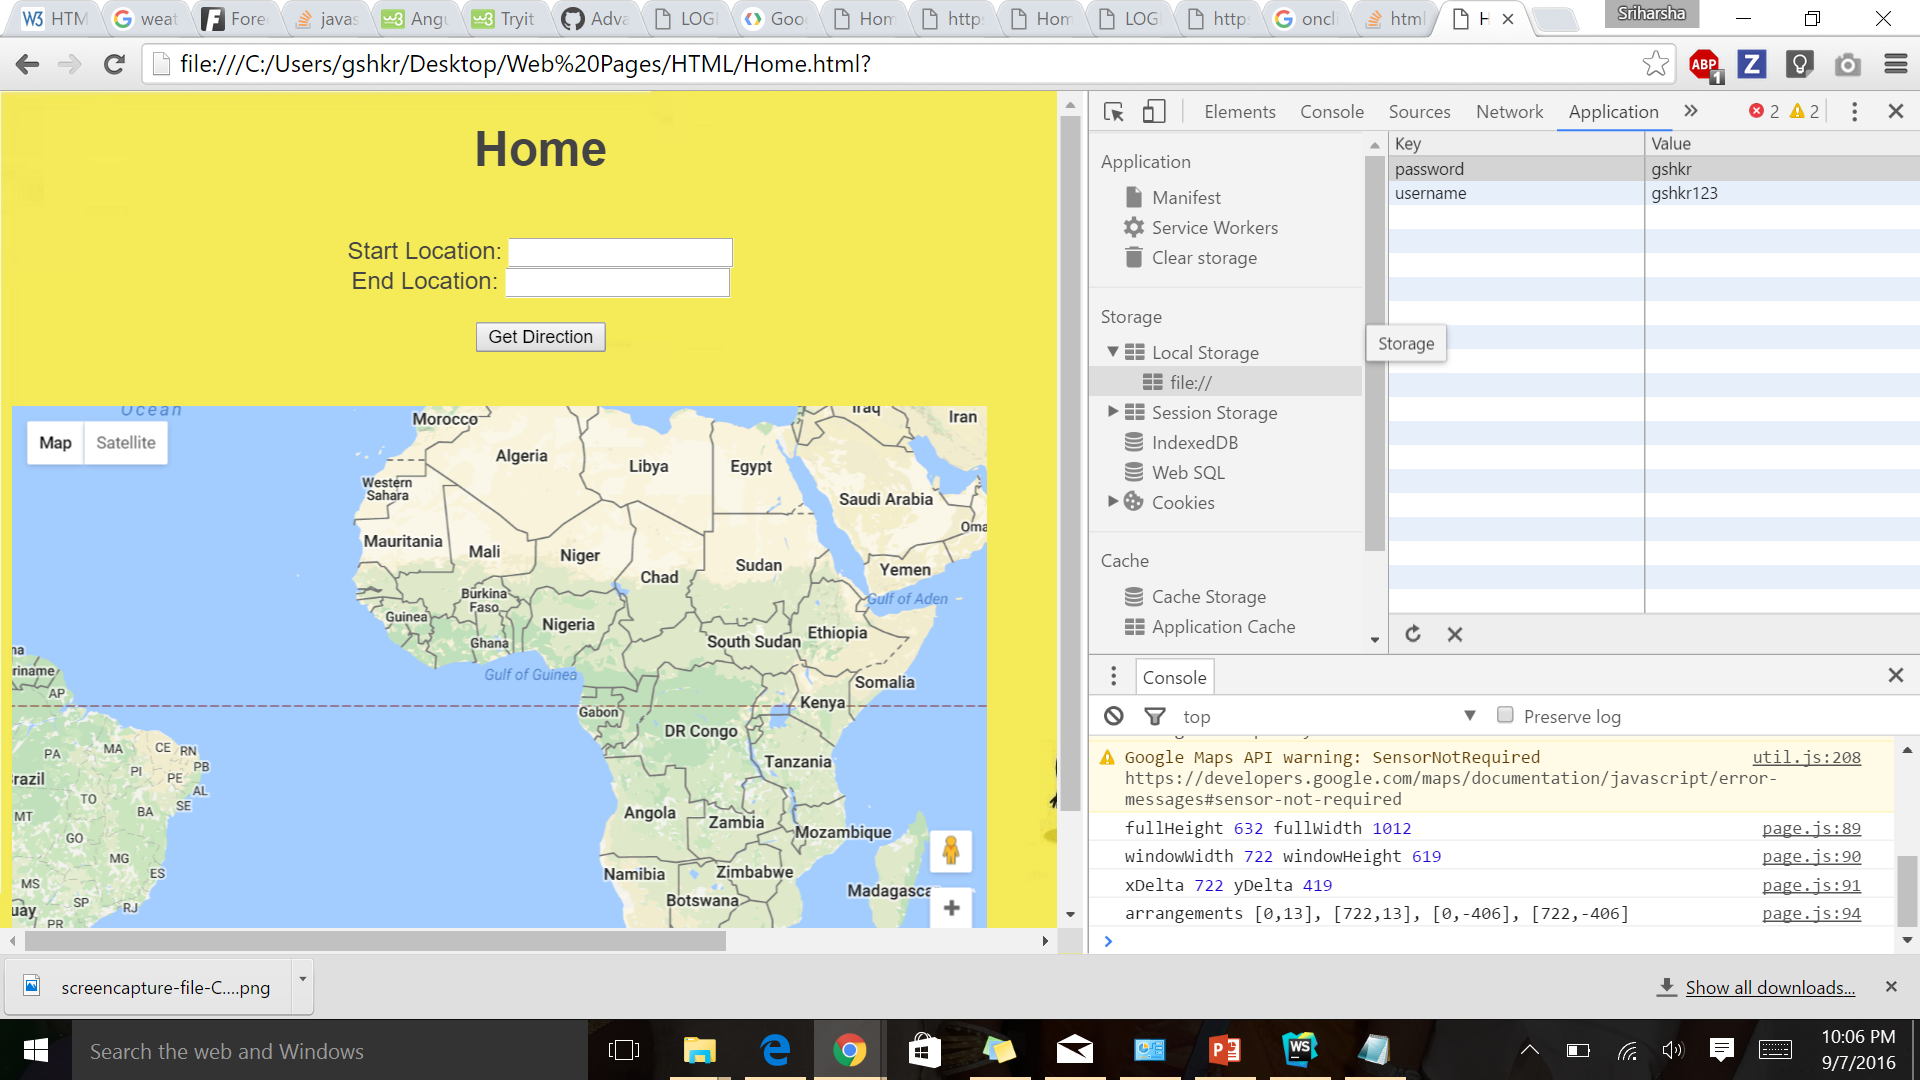 HTM weat Fore javas Angu Tryit Adva LOGI Goo Hom https Hom LOGI https oncli html H Sriharsha
file:///C:/Users/gshkr/Desktop/Web%20Pages/HTML/Home.html?
ABP 1 Z
Elements Console Sources Network Application » 2 2
Home
Start Location:
End Location:
Get Direction
Map Satellite
Ocean
Morocco
Algeria
Libya
Egypt
Iraq
Iran
Western Sahara
Saudi Arabia
Oma
Mauritania
Mali
Niger
Chad
Sudan
Yemen
Gulf of Aden
Burkina Faso
Guinea
Ghana
Nigeria
South Sudan
Ethiopia
Gulf of Guinea
Somalia
Kenya
Gabon
DR Congo
Tanzania
Angola
Zambia
Mozambique
Namibia
Zimbabwe
Botswana
Madagasca
na
riname
AP
PA
MA
CE
RN
PB
PI
PE
AL
SE
razil
TO
BA
MT
GO
MG
ES
MS
SP
RJ
uay
PR
Application
Manifest
Service Workers
Clear storage
Storage
Local Storage
file://
Session Storage
IndexedDB
Web SQL
Cookies
Cache
Cache Storage
Application Cache
Key Value
password gshkr
username gshkr123
Storage
Console
top Preserve log
Google Maps API warning: SensorNotRequired util.js:208
https://developers.google.com/maps/documentation/javascript/error-
messages#sensor-not-required
fullHeight 632 fullWidth 1012 page.js:89
windowWidth 722 windowHeight 619 page.js:90
xDelta 722 yDelta 419 page.js:91
arrangements [0,13], [722,13], [0,-406], [722,-406] page.js:94
screencapture-file-C....png
Show all downloads...
Search the web and Windows
10:06 PM
9/7/2016